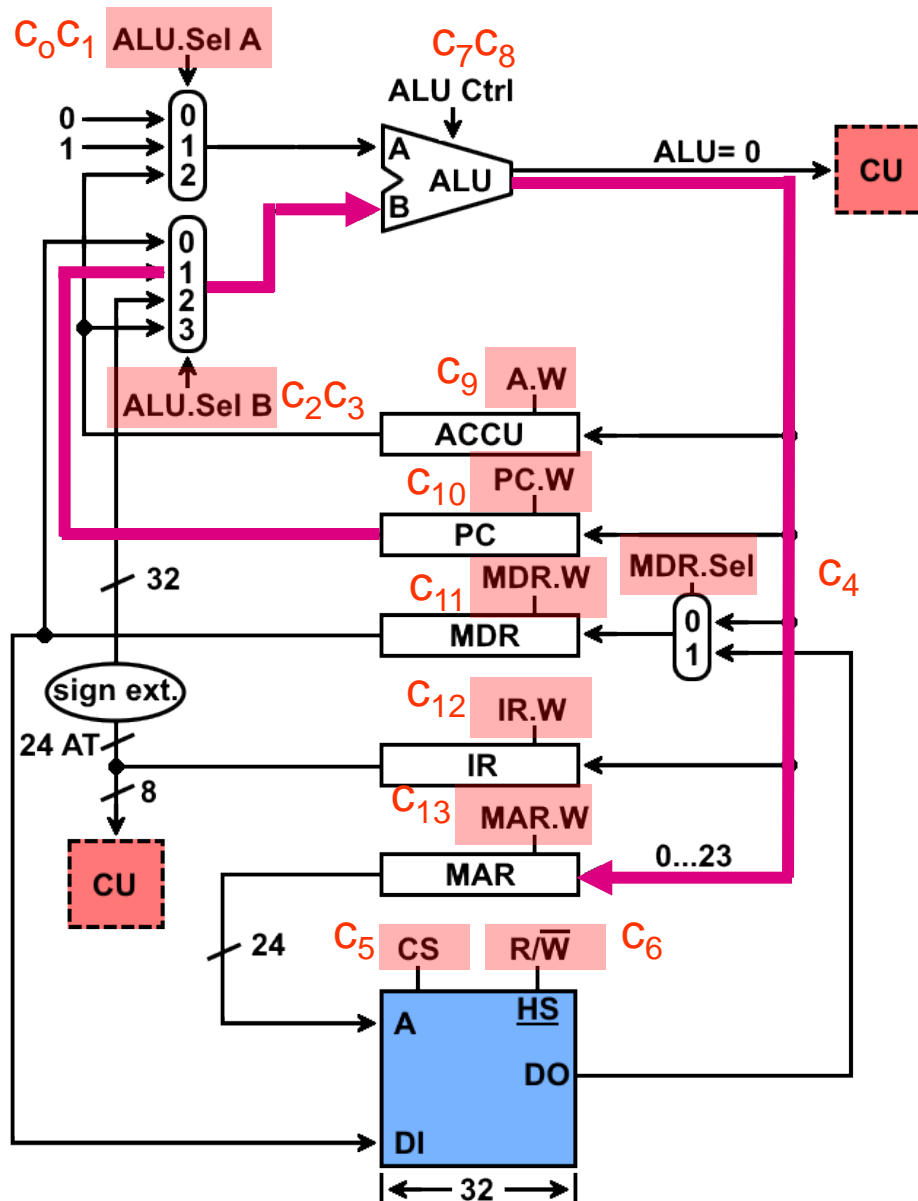 CoC1 ALU.Sel A
C7C8
ALU Ctrl
0
1
0
1
2
A
B
ALU
ALU= 0
CU
0
1
2
3
ALU.Sel B C2C3
C9 A.W
ACCU
C10 PC.W
PC
32
C11 MDR.W
MDR.Sel
C4
MDR
0
1
sign ext.
C12 IR.W
24 AT
IR
8
C13 MAR.W
CU
MAR
0...23
24
C5 CS
R/W̅ C6
A
HS
DO
DI
32